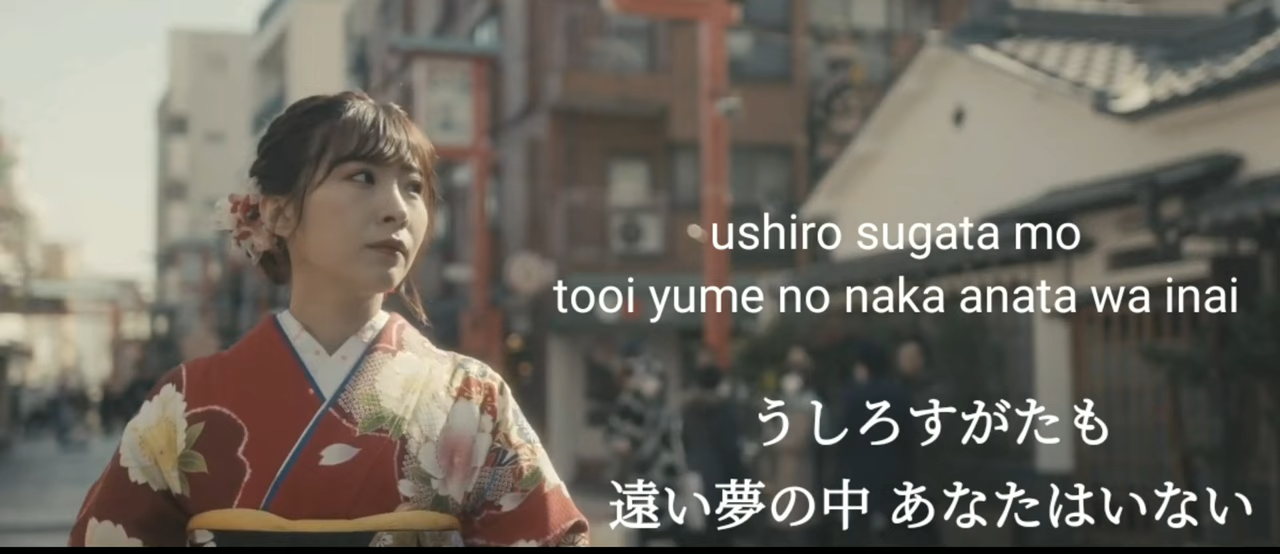 ushiro sugata mo
tooi yume no naka anata wa inai
うしろすがたも
遠い夢の中 あなたはいない